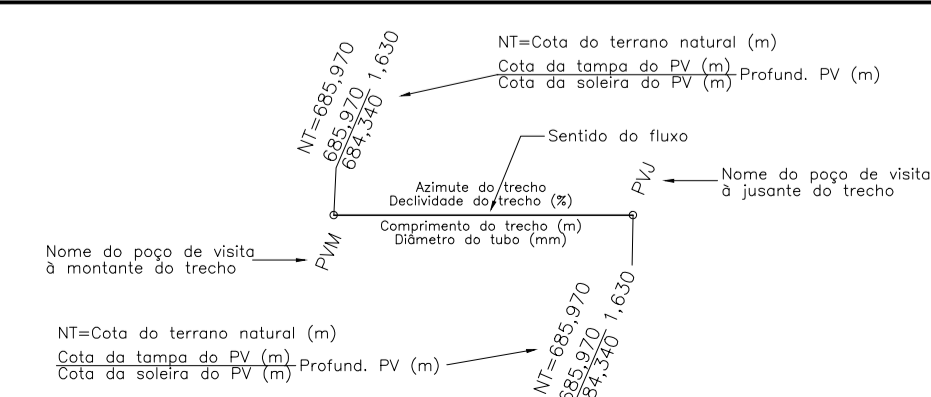 NT=Cota do terrano natural (m)
Cota da tampa do PV (m)
Cota da soleira do PV (m)
Profund. PV (m)
NT=685,970
685,970
684,340
1,630
Sentido do fluxo
Azimute do trecho
Declividade do trecho (%)
Comprimento do trecho (m)
Diâmetro do tubo (mm)
PVJ
Nome do poço de visita
à jusante do trecho
PVM
Nome do poço de visita
à montante do trecho
NT=Cota do terrano natural (m)
Cota da tampa do PV (m)
Cota da soleira do PV (m)
Profund. PV (m)
NT=685,970
685,970
84,340
1,630